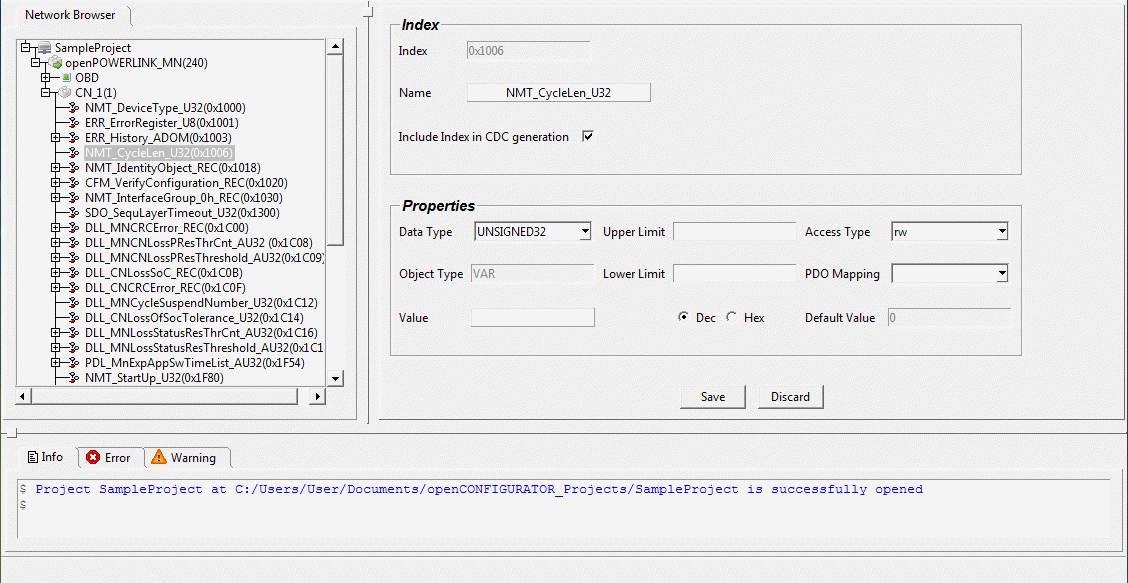 Network Browser
SampleProject
openPOWERLINK_MN(240)
OBD
CN_1(1)
NMT_DeviceType_U32(0x1000)
ERR_ErrorRegister_U8(0x1001)
ERR_History_ADOM(0x1003)
NMT_CycleLen_U32(0x1006)
NMT_IdentityObject_REC(0x1018)
CFM_VerifyConfiguration_REC(0x1020)
NMT_InterfaceGroup_0h_REC(0x1030)
SDO_SequLayerTimeout_U32(0x1300)
DLL_MNCRCError_REC(0x1C00)
DLL_MNCNLossPResThrCnt_AU32 (0x1C08)
DLL_MNCNLossPResThreshold_AU32(0x1C09)
DLL_CNLossSoC_REC(0x1C0B)
DLL_CNCRCError_REC(0x1C0F)
DLL_MNCycleSuspendNumber_U32(0x1C12)
DLL_CNLossOfSocTolerance_U32(0x1C14)
DLL_MNLossStatusResThrCnt_AU32(0x1C16)
DLL_MNLossStatusResThreshold_AU32(0x1C1
PDL_MnExpAppSwTimeList_AU32(0x1F54)
NMT_StartUp_U32(0x1F80)
Index
Index 0x1006
Name NMT_CycleLen_U32
Include Index in CDC generation
Properties
Data Type UNSIGNED32 Upper Limit Access Type rw
Object Type VAR Lower Limit PDO Mapping
Value Dec Hex Default Value 0
Save Discard
Info Error Warning
$ Project SampleProject at C:/Users/User/Documents/openCONFIGURATOR_Projects/SampleProject is successfully opened
$